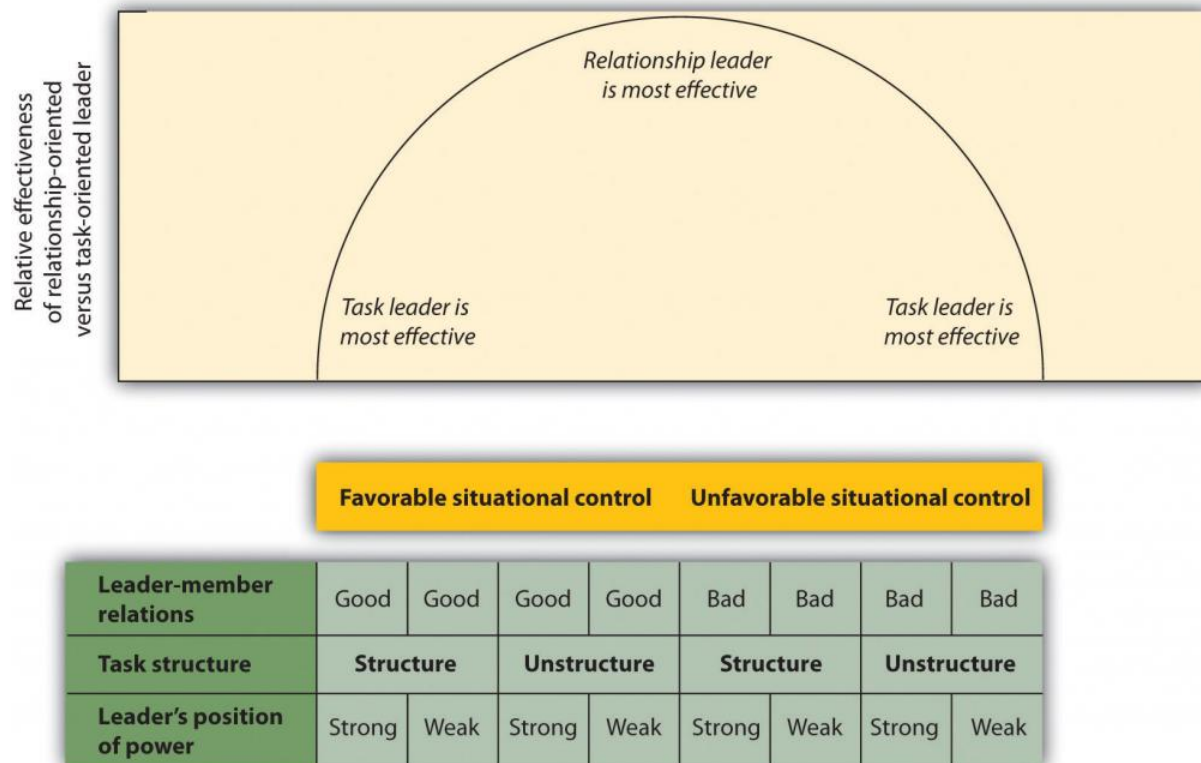 Relative effectiveness
of relationship-oriented
versus task-oriented leader
Relationship leader
is most effective
Task leader is
most effective
Task leader is
most effective
Favorable situational control Unfavorable situational control
Leader-member
relations
Good Good Good Good Bad Bad Bad Bad
Task structure Structure Unstructure Structure Unstructure
Leader's position
of power
Strong Weak Strong Weak Strong Weak Strong Weak